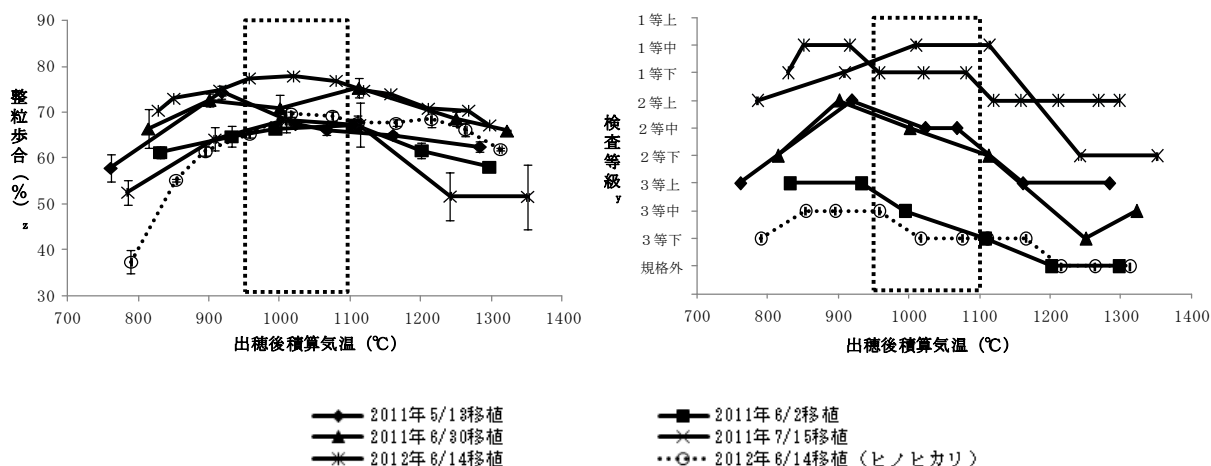 90
80
70
60
50
40
30
整粒歩合（%）z
700 800 900 1000 1100 1200 1300 1400
出穂後積算気温（℃）
1等上
1等中
1等下
2等上
2等中
2等下
3等上
3等中
3等下
規格外
検査等級y
700 800 900 1000 1100 1200 1300 1400
出穂後積算気温（℃）
2011年5/13移植
2011年6/2移植
2011年6/30移植
2011年7/15移植
2012年6/14移植
2012年6/14移植（ヒノヒカリ）